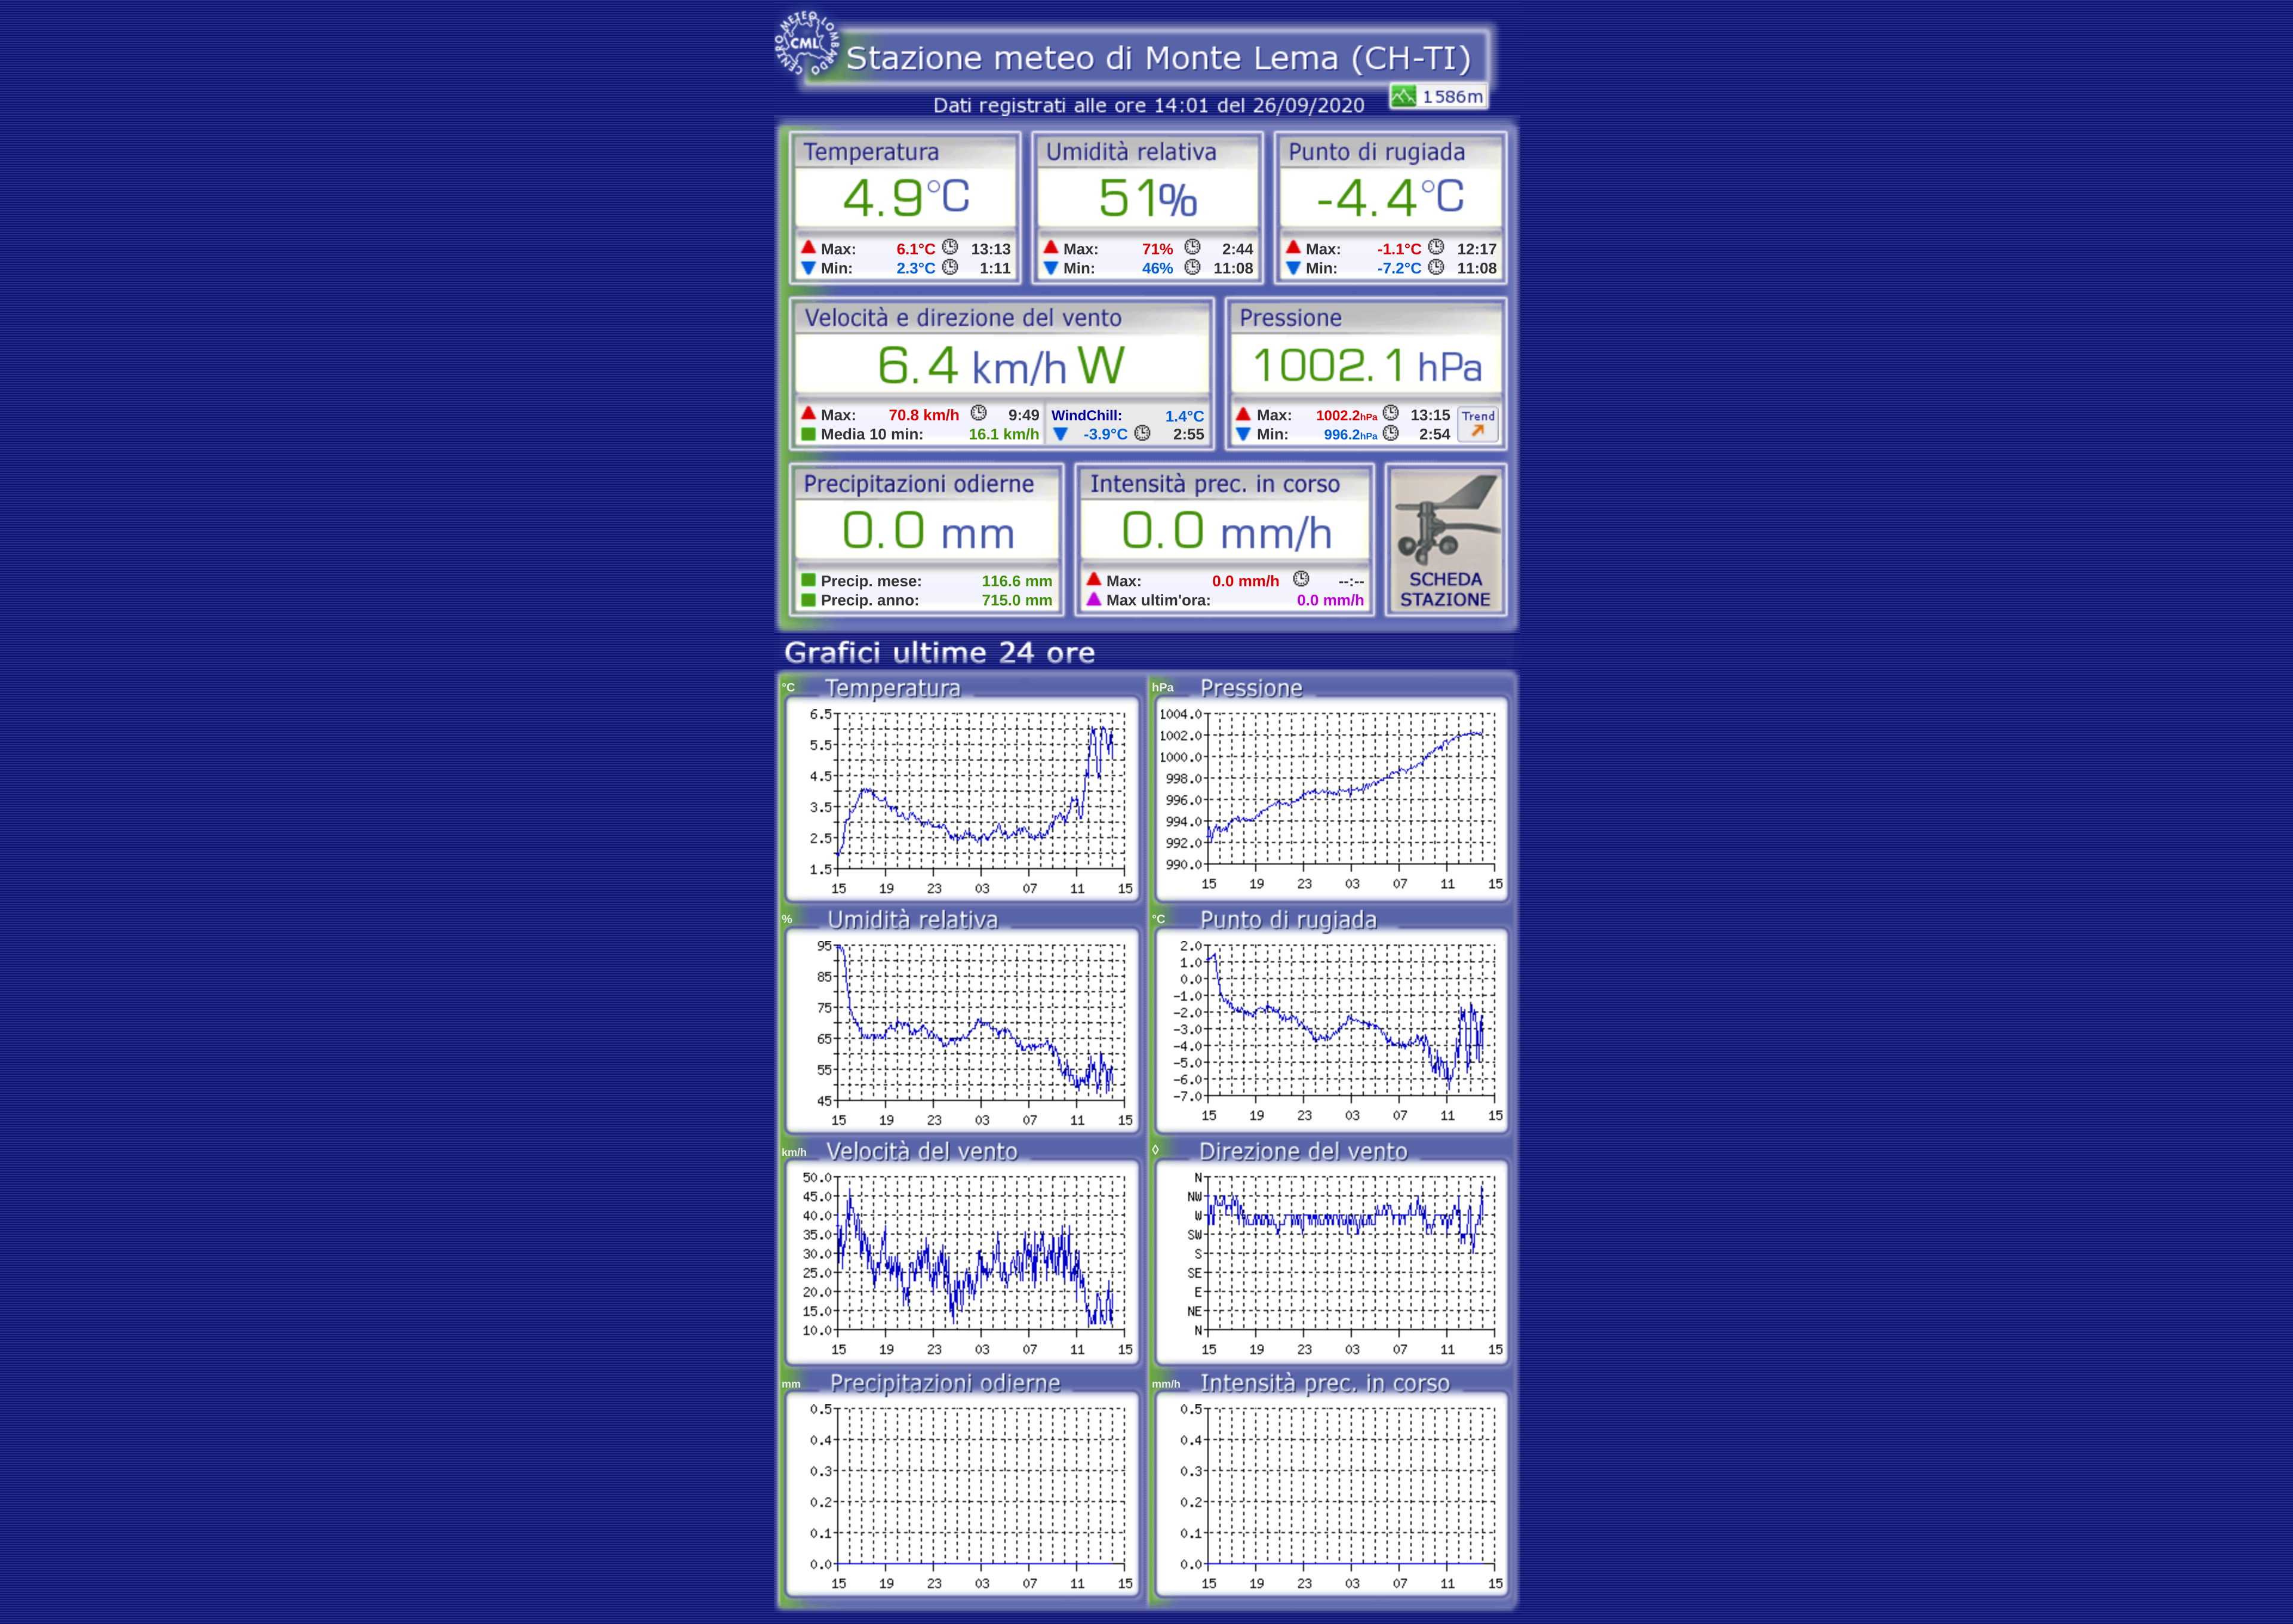 CENTRO METEO LOMBARDO
CML
Stazione meteo di Monte Lema (CH-TI)
1586m
Dati registrati alle ore 14:01 del 26/09/2020
Temperatura
4.9°C
Max: 6.1°C 13:13
Min: 2.3°C 1:11
Umidità relativa
51%
Max: 71% 2:44
Min: 46% 11:08
Punto di rugiada
-4.4°C
Max: -1.1°C 12:17
Min: -7.2°C 11:08
Velocità e direzione del vento
6.4 km/h W
Max: 70.8 km/h 9:49
Media 10 min: 16.1 km/h
WindChill: 1.4°C
-3.9°C 2:55
Pressione
1002.1 hPa
Max: 1002.2hPa 13:15
Min: 996.2hPa 2:54
Trend
Precipitazioni odierne
0.0 mm
Precip. mese: 116.6 mm
Precip. anno: 715.0 mm
Intensità prec. in corso
0.0 mm/h
Max: 0.0 mm/h --:--
Max ultim'ora: 0.0 mm/h
SCHEDA
STAZIONE
Grafici ultime 24 ore
°C Temperatura
6.5
5.5
4.5
3.5
2.5
1.5
15 19 23 03 07 11 15
hPa Pressione
1004.0
1002.0
1000.0
998.0
996.0
994.0
992.0
990.0
15 19 23 03 07 11 15
% Umidità relativa
95
85
75
65
55
45
15 19 23 03 07 11 15
°C Punto di rugiada
2.0
1.0
0.0
-1.0
-2.0
-3.0
-4.0
-5.0
-6.0
-7.0
15 19 23 03 07 11 15
km/h Velocità del vento
50.0
45.0
40.0
35.0
30.0
25.0
20.0
15.0
10.0
15 19 23 03 07 11 15
◊ Direzione del vento
N
NW
W
SW
S
SE
E
NE
N
15 19 23 03 07 11 15
mm Precipitazioni odierne
0.5
0.4
0.3
0.2
0.1
0.0
15 19 23 03 07 11 15
mm/h Intensità prec. in corso
0.5
0.4
0.3
0.2
0.1
0.0
15 19 23 03 07 11 15